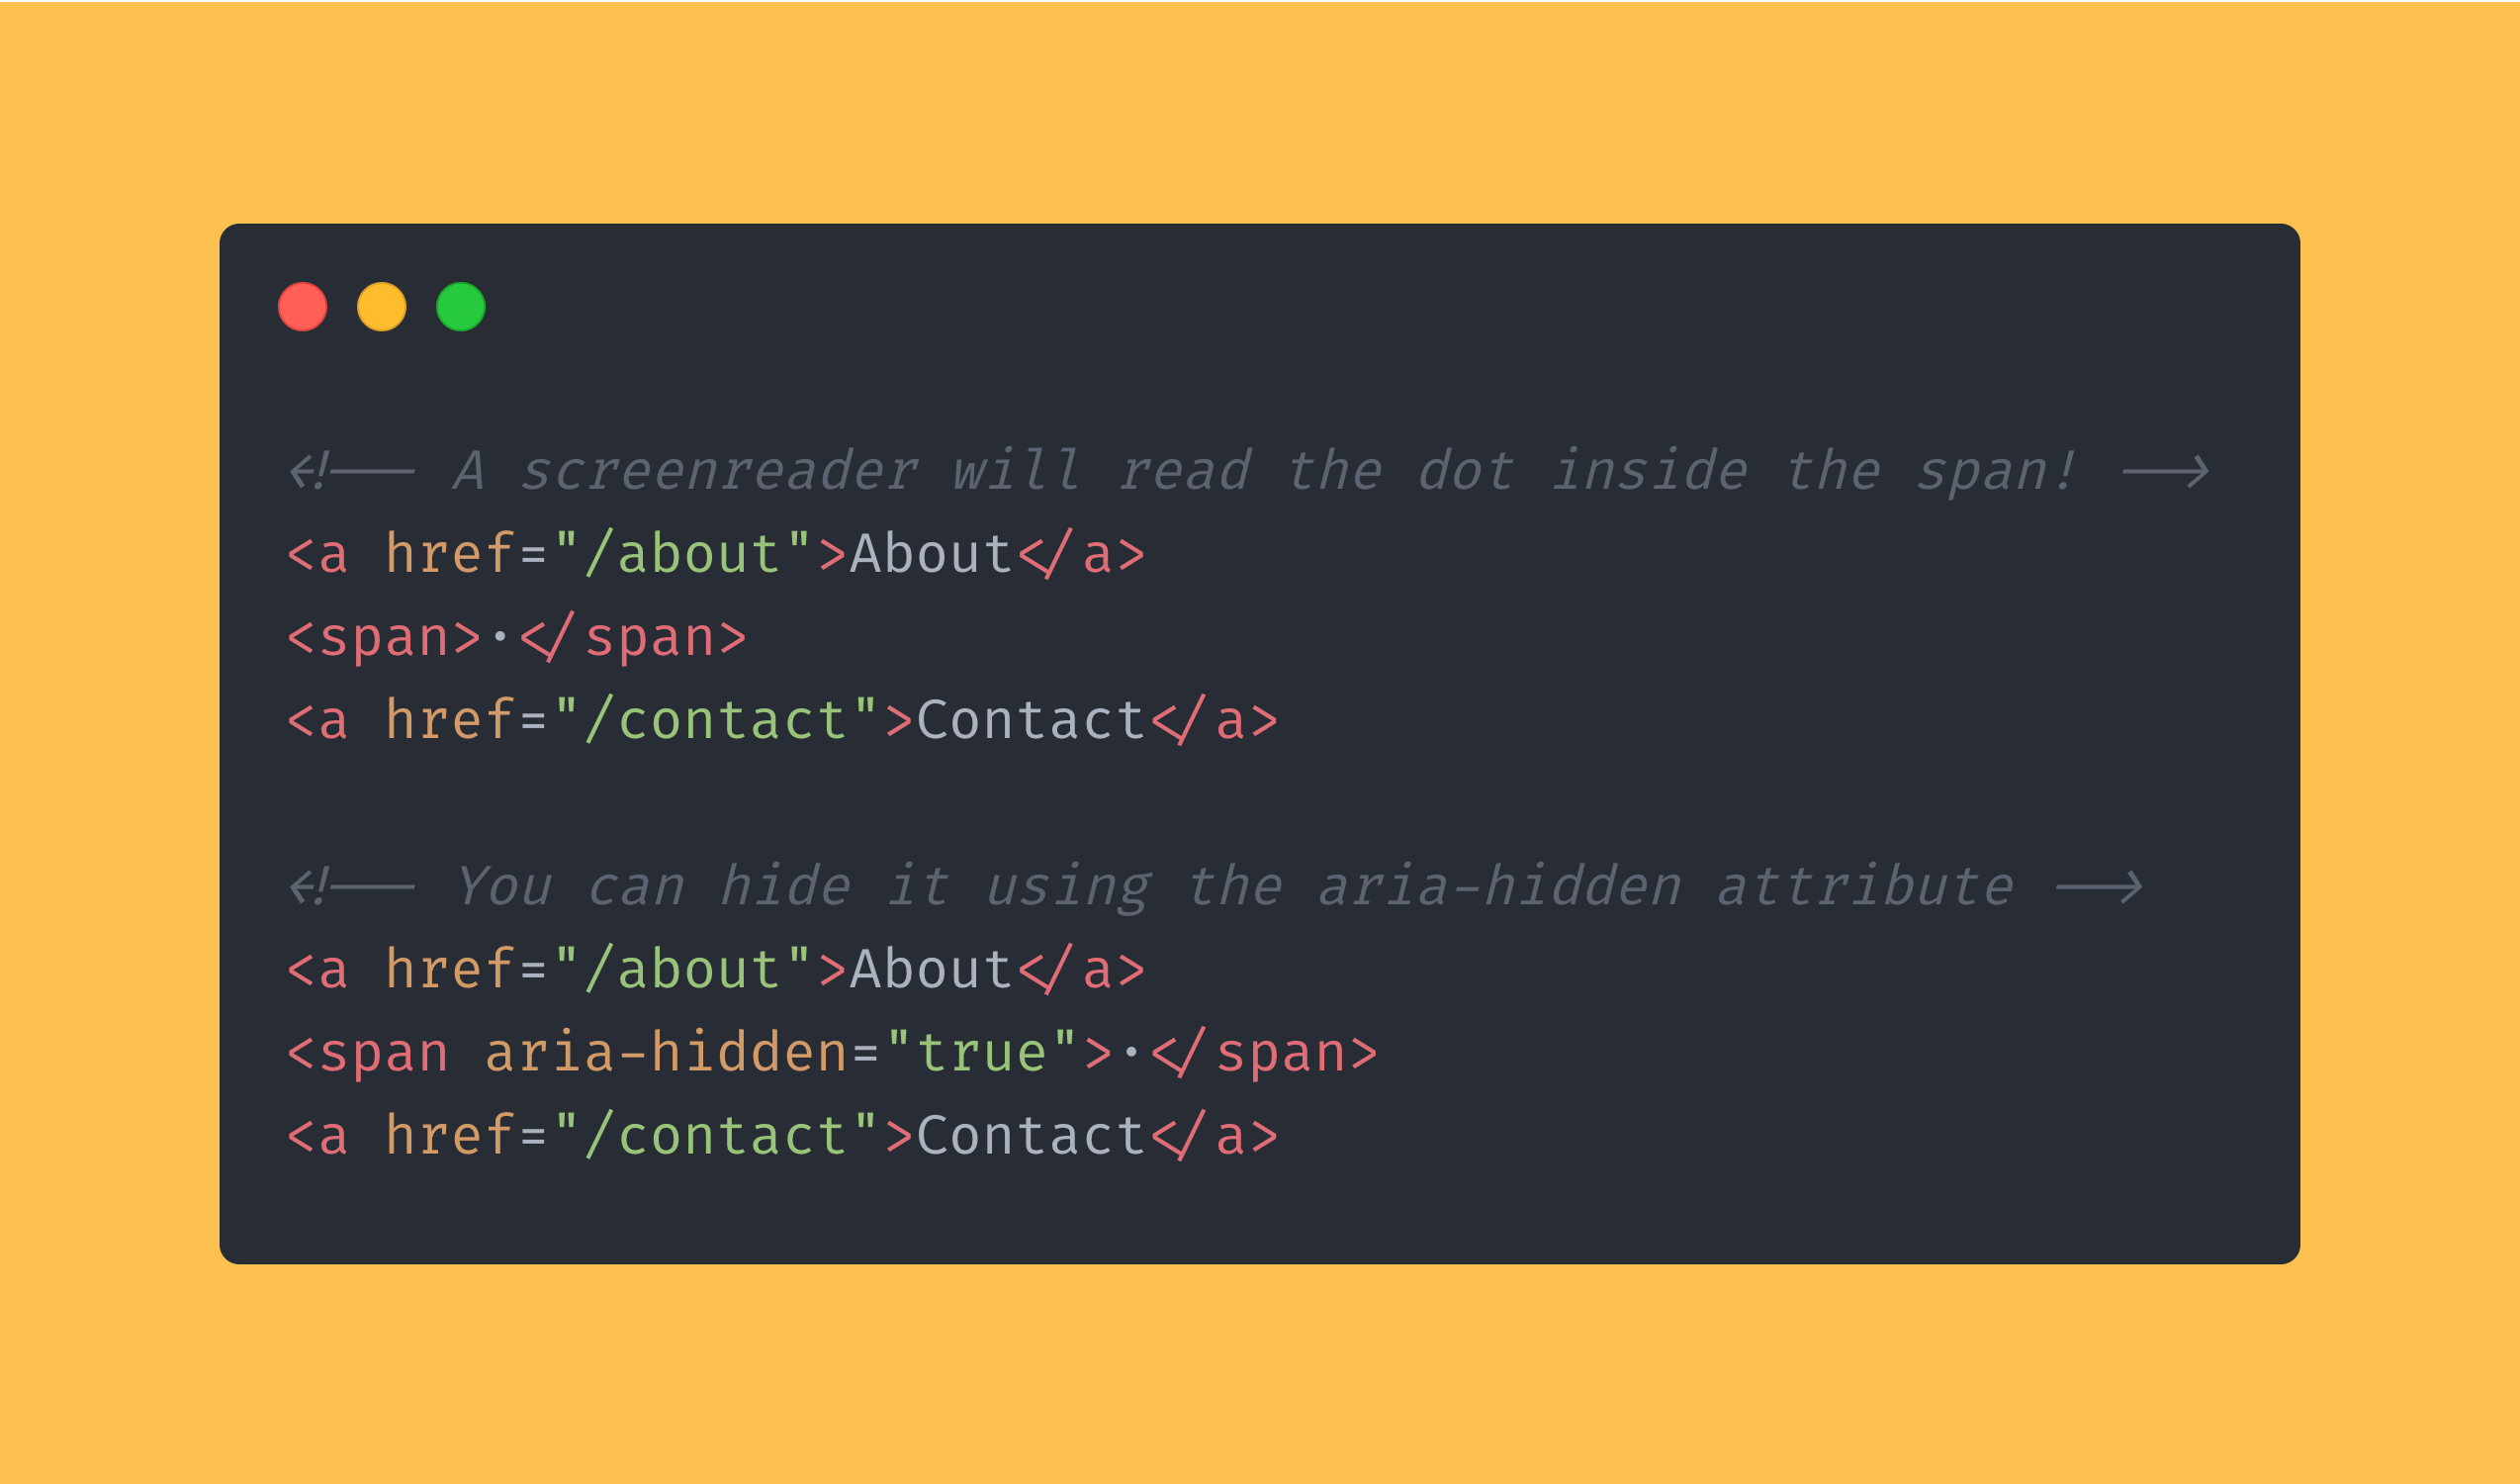 <!-- A screenreader will read the dot inside the span! -->
<a href="/about">About</a>
<span>·</span>
<a href="/contact">Contact</a>
<!-- You can hide it using the aria-hidden attribute -->
<a href="/about">About</a>
<span aria-hidden="true">·</span>
<a href="/contact">Contact</a>